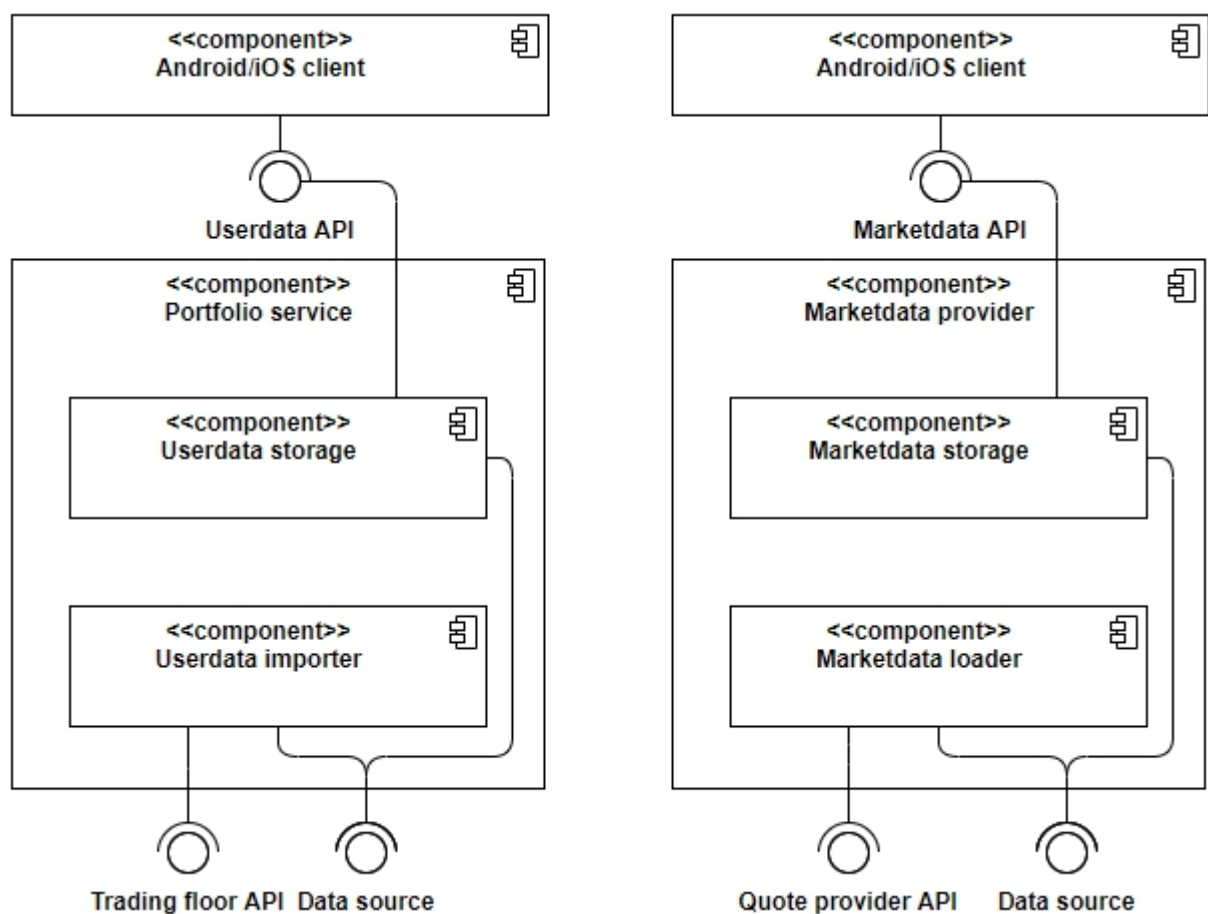 <<component>>
Android/iOS client
Userdata API
<<component>>
Portfolio service
<<component>>
Userdata storage
<<component>>
Userdata importer
Trading floor API
Data source
<<component>>
Android/iOS client
Marketdata API
<<component>>
Marketdata provider
<<component>>
Marketdata storage
<<component>>
Marketdata loader
Quote provider API
Data source